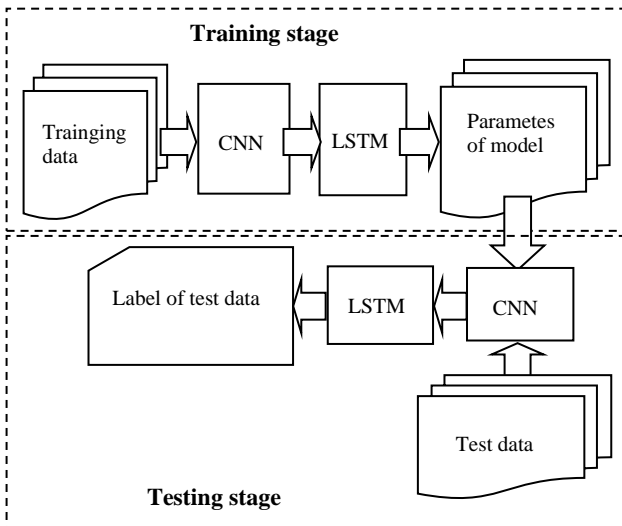 Training stage
Trainging
data
CNN
LSTM
Parametes
of model
Label of test data
LSTM
CNN
Test data
Testing stage